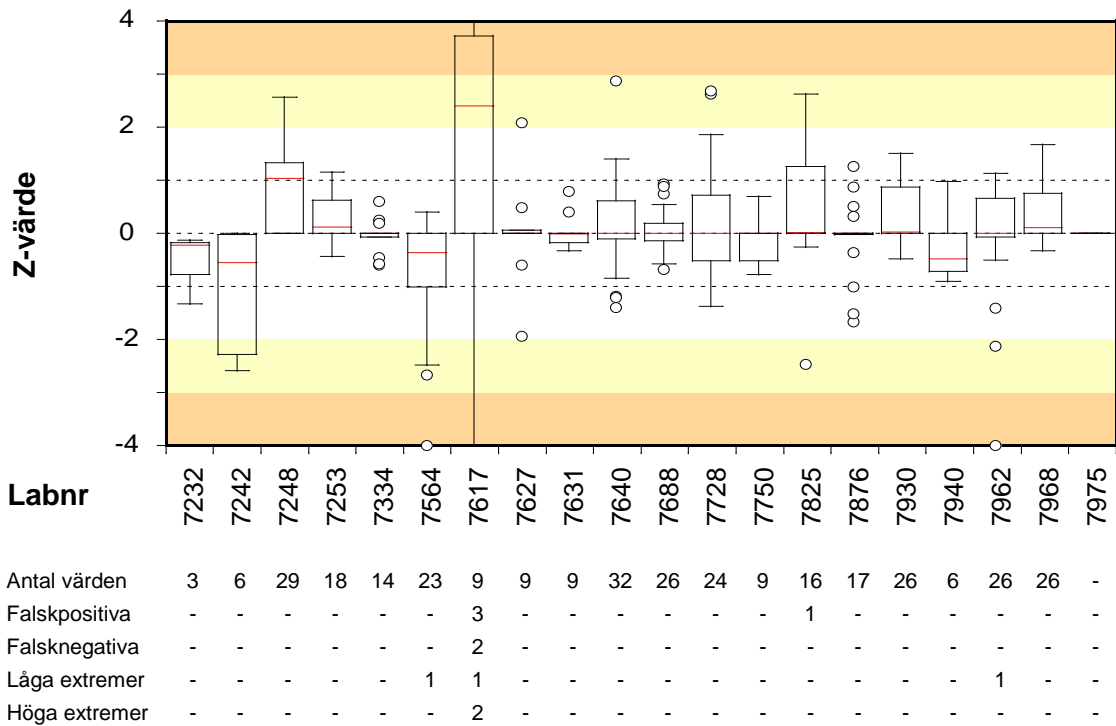 4
2
0
-2
-4
Z-värde
Labnr
7232 7242 7248 7253 7334 7564 7617 7627 7631 7640 7688 7728 7750 7825 7876 7930 7940 7962 7968 7975
Antal värden 3 6 29 18 14 23 9 9 9 32 26 24 9 16 17 26 6 26 26 -
Falskpositiva - - - - - - 3 - - - - - - 1 - - - - - -
Falsknegativa - - - - - - 2 - - - - - - - - - - - - -
Låga extremer - - - - - 1 1 - - - - - - - - - - 1 - -
Höga extremer - - - - - - 2 - - - - - - - - - - - - -